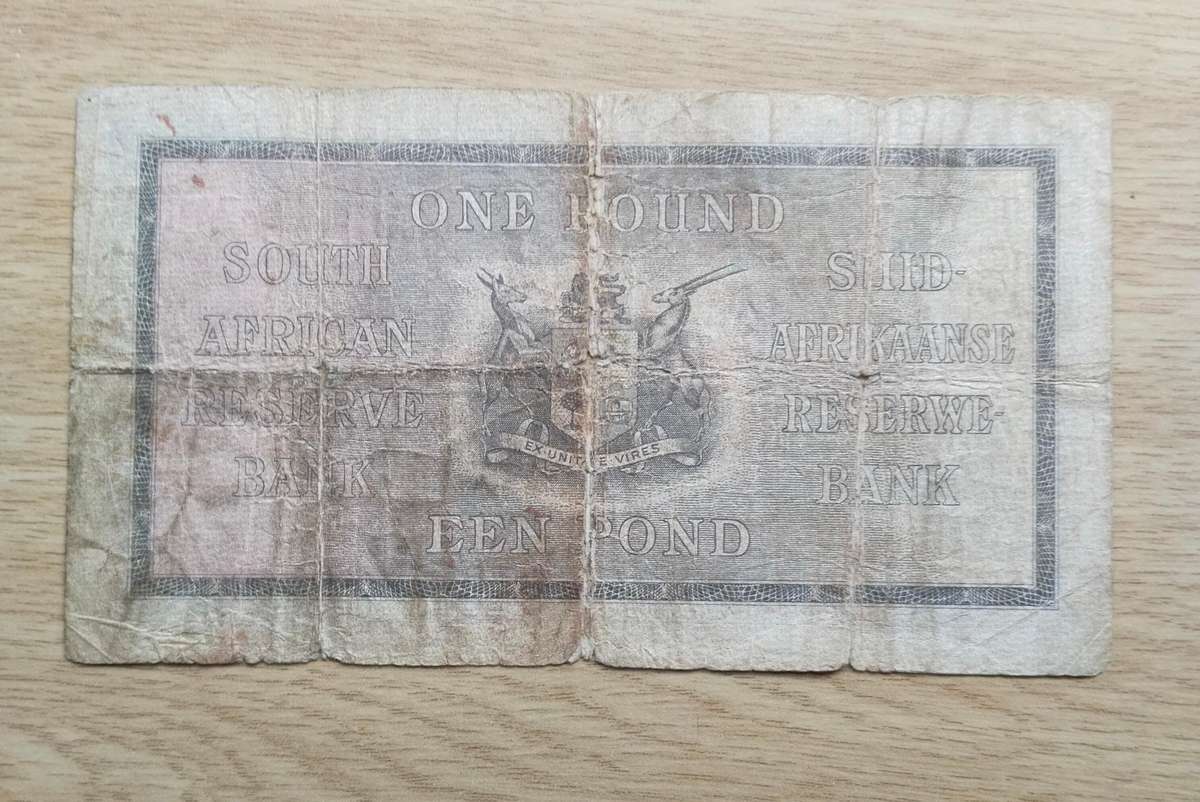 ONE POUND
SOUTH
AFRICAN
RESERVE
BANK
EX·UNITATE·VIRES
SUID-
AFRIKAANSE
RESERWE-
BANK
EEN POND